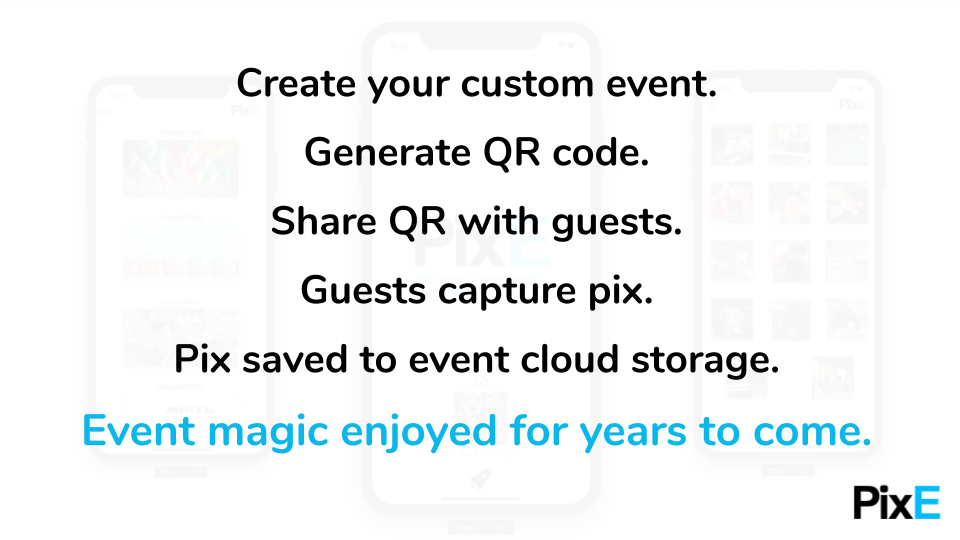 Create your custom event.
Generate QR code.
Share QR with guests.
PixE
Guests capture pix.
Pix saved to event cloud storage.
Event magic enjoyed for years to come.
PixE